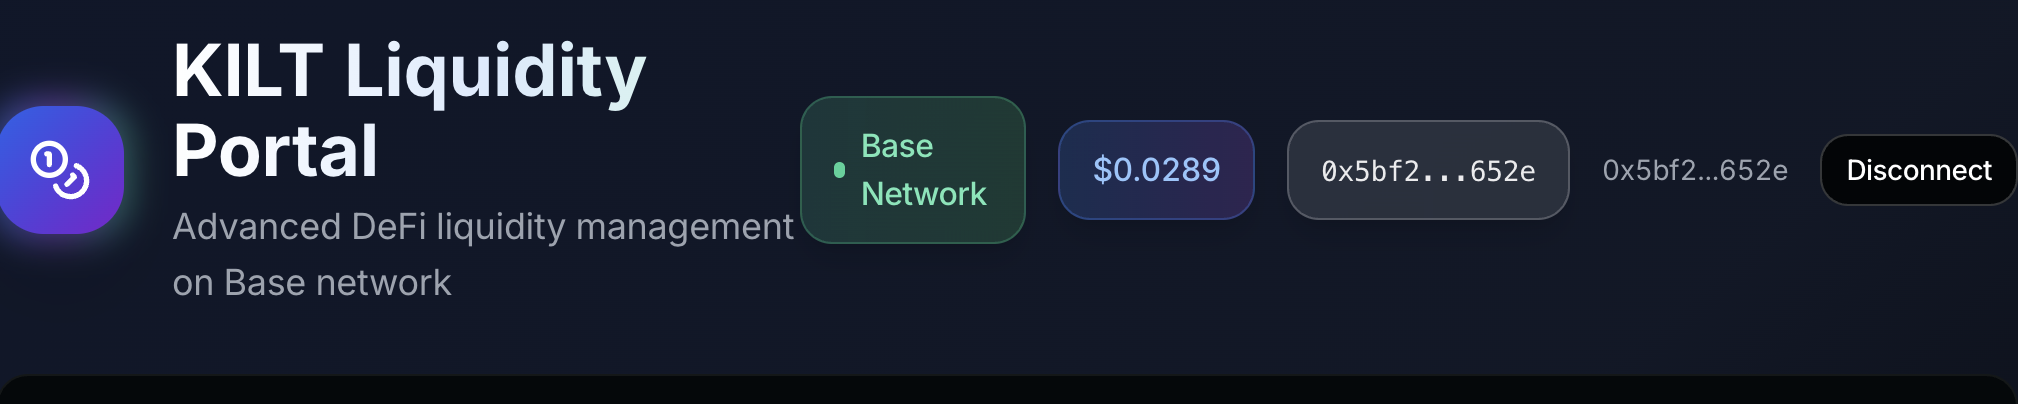 KILT Liquidity
Portal
Advanced DeFi liquidity management
on Base network
Base
Network
$0.0289
0x5bf2...652e
0x5bf2...652e
Disconnect